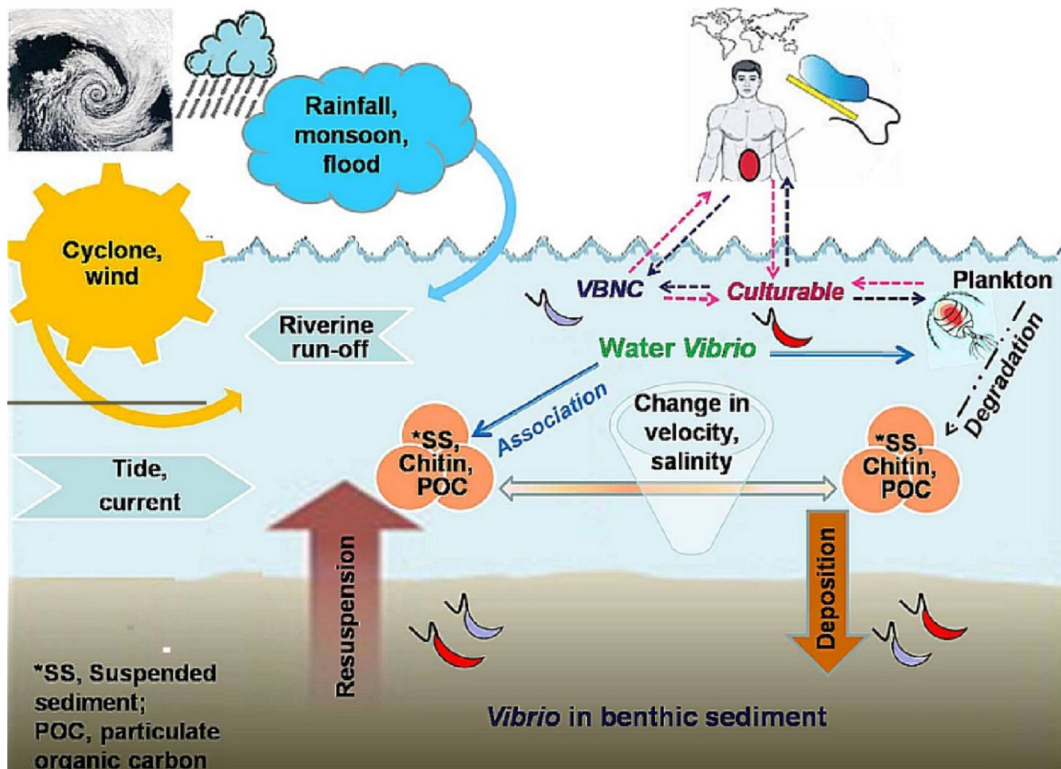 Rainfall,
monsoon,
flood
Cyclone,
wind
VBNC
Culturable
Plankton
Riverine
run-off
Water Vibrio
Degradation
Association
Change in
velocity,
salinity
*SS,
Chitin,
POC
*SS,
Chitin,
POC
Tide,
current
Resuspension
Deposition
*SS, Suspended
sediment;
POC, particulate
organic carbon
Vibrio in benthic sediment